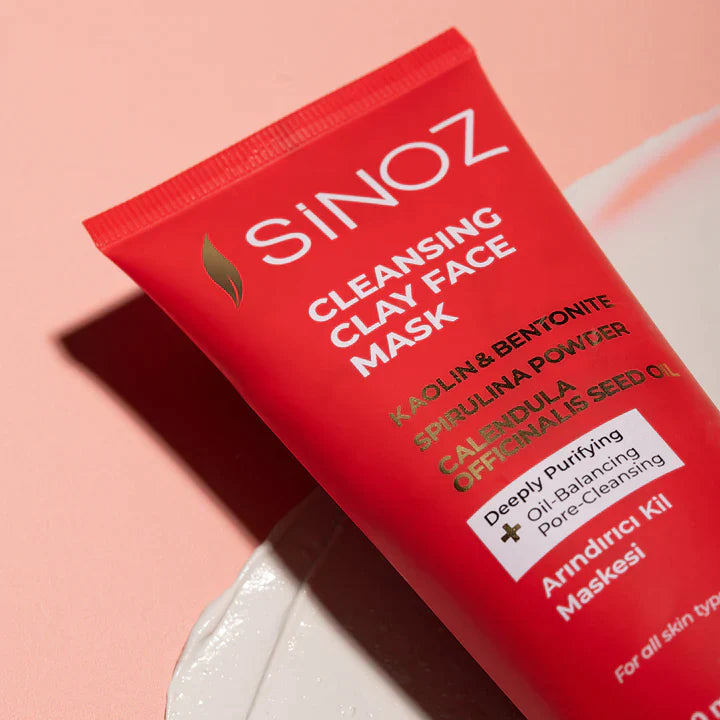 SiNOZ
CLEANSING
CLAY FACE
MASK
KAOLIN & BENTONITE
SPIRULINA POWDER
CALENDULA
OFFICINALIS SEED OIL
Deeply Purifying
+ Oil-Balancing
Pore-Cleansing
Arındırıcı Kil
Maskesi
For all skin type